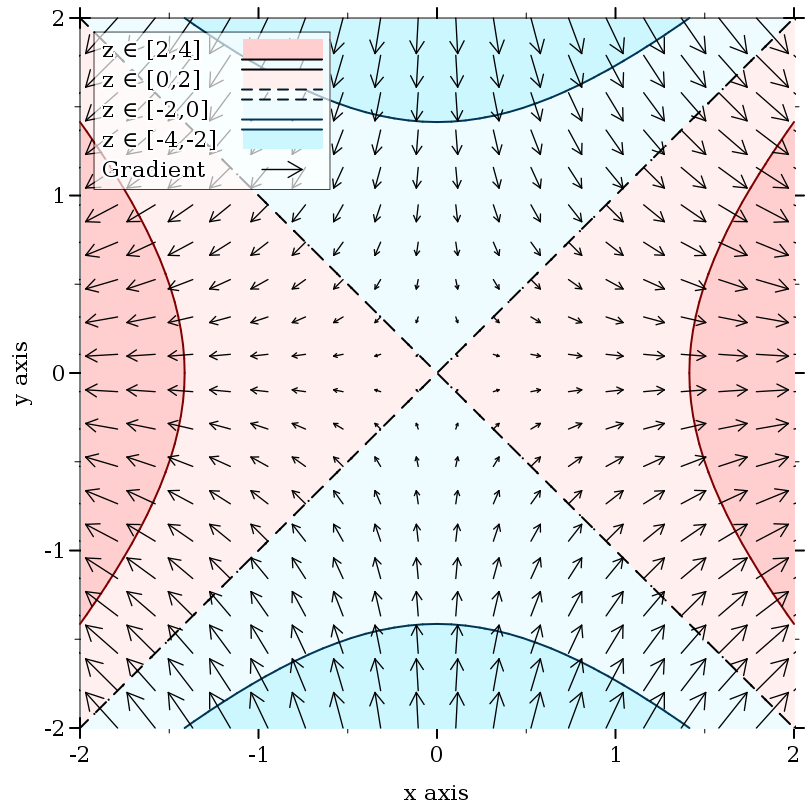 2
z ∈ [2,4]
z ∈ [0,2]
z ∈ [-2,0]
z ∈ [-4,-2]
Gradient
1
y axis
0
-1
-2
-2 -1 0 1 2
x axis